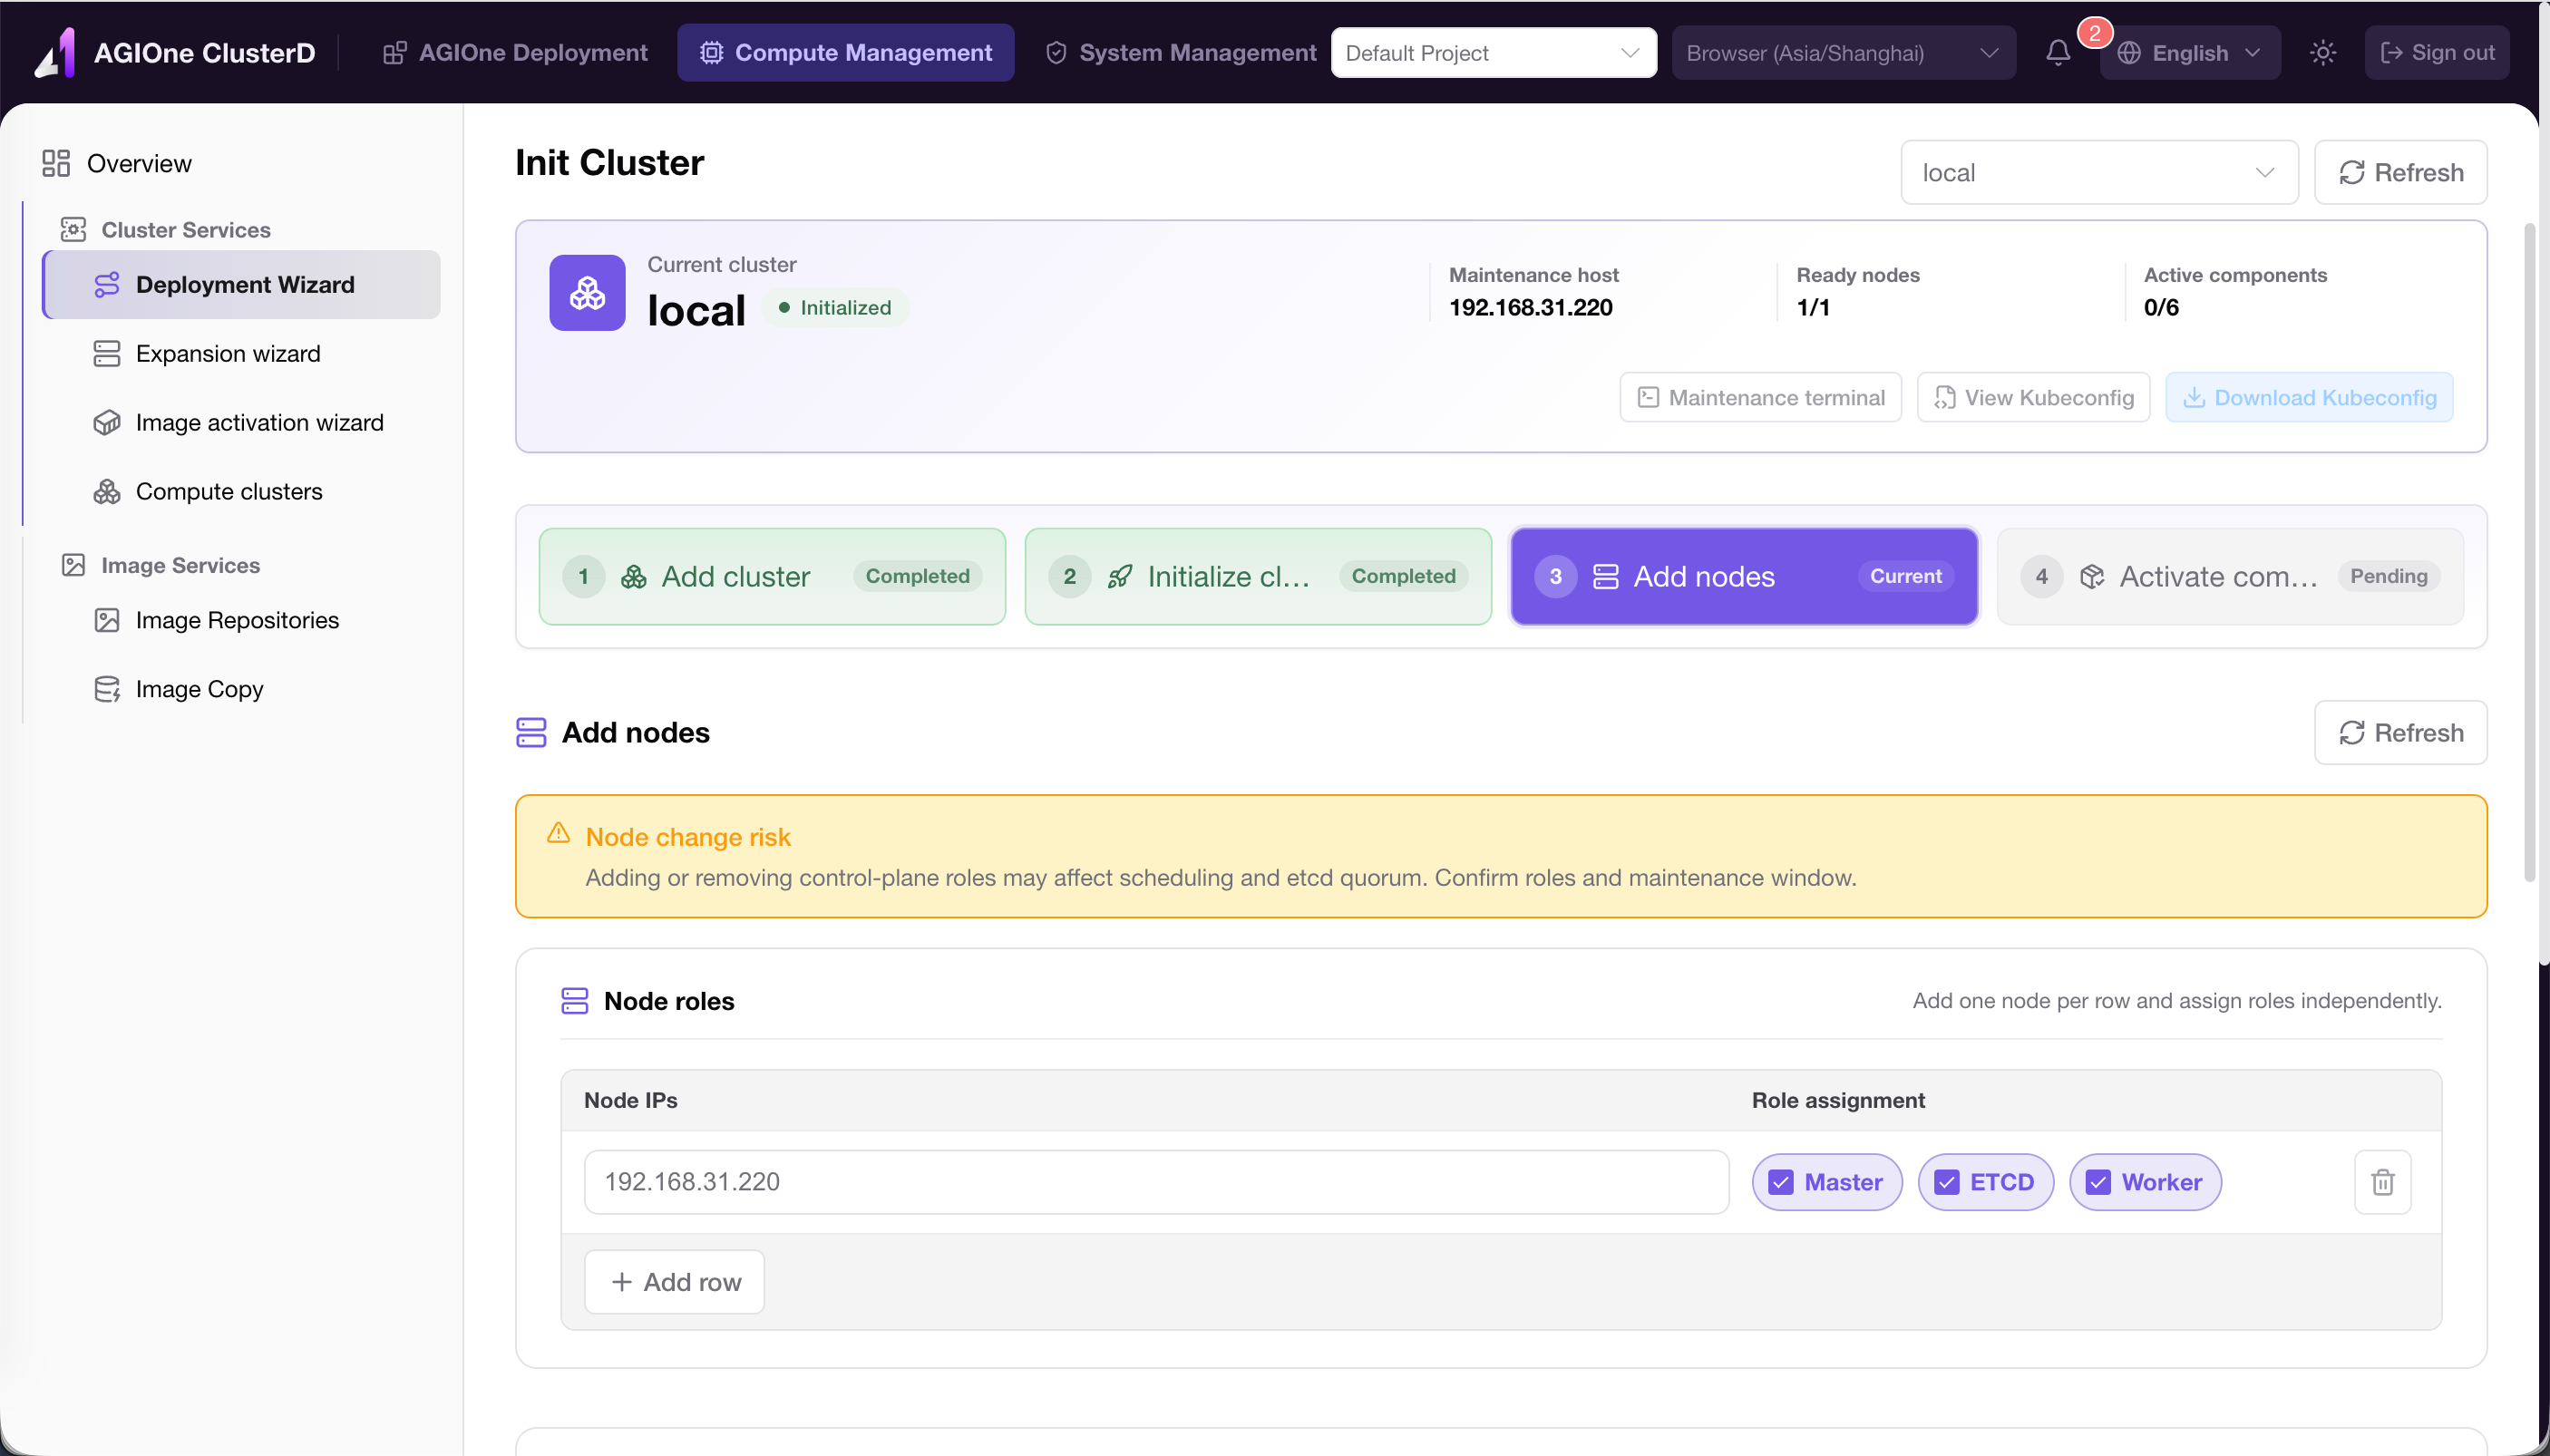 AGIOne ClusterD
AGIOne Deployment
Compute Management
System Management
Default Project
Browser (Asia/Shanghai)
2
English
Sign out
Overview
Cluster Services
Deployment Wizard
Expansion wizard
Image activation wizard
Compute clusters
Image Services
Image Repositories
Image Copy
Init Cluster
local
Refresh
Current cluster
local
Initialized
Maintenance host
192.168.31.220
Ready nodes
1/1
Active components
0/6
Maintenance terminal
View Kubeconfig
Download Kubeconfig
1 Add cluster Completed
2 Initialize cl... Completed
3 Add nodes Current
4 Activate com... Pending
Add nodes
Refresh
Node change risk
Adding or removing control-plane roles may affect scheduling and etcd quorum. Confirm roles and maintenance window.
Node roles
Add one node per row and assign roles independently.
Node IPs
Role assignment
192.168.31.220
Master
ETCD
Worker
Add row